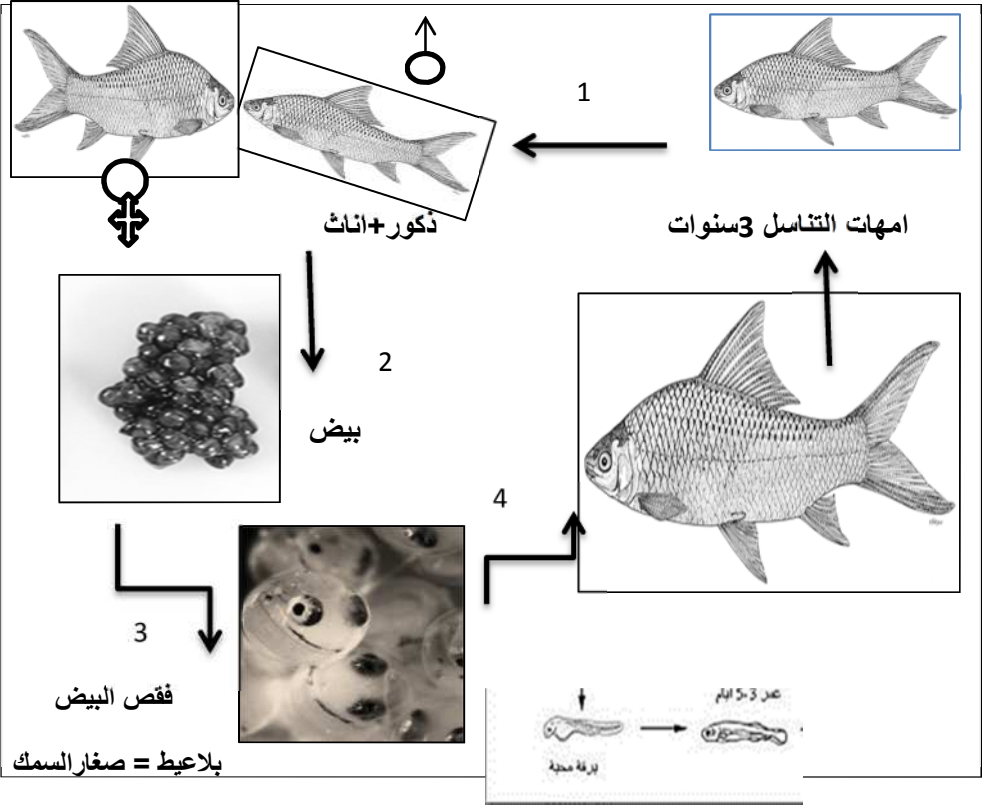 1
امهات التناسل 3سنوات
ذكور+اناث
2
بيض
3
فقص البيض
بلاعيط = صغارالسمك
4
عمر 3-5 ايام
يرقة محبة